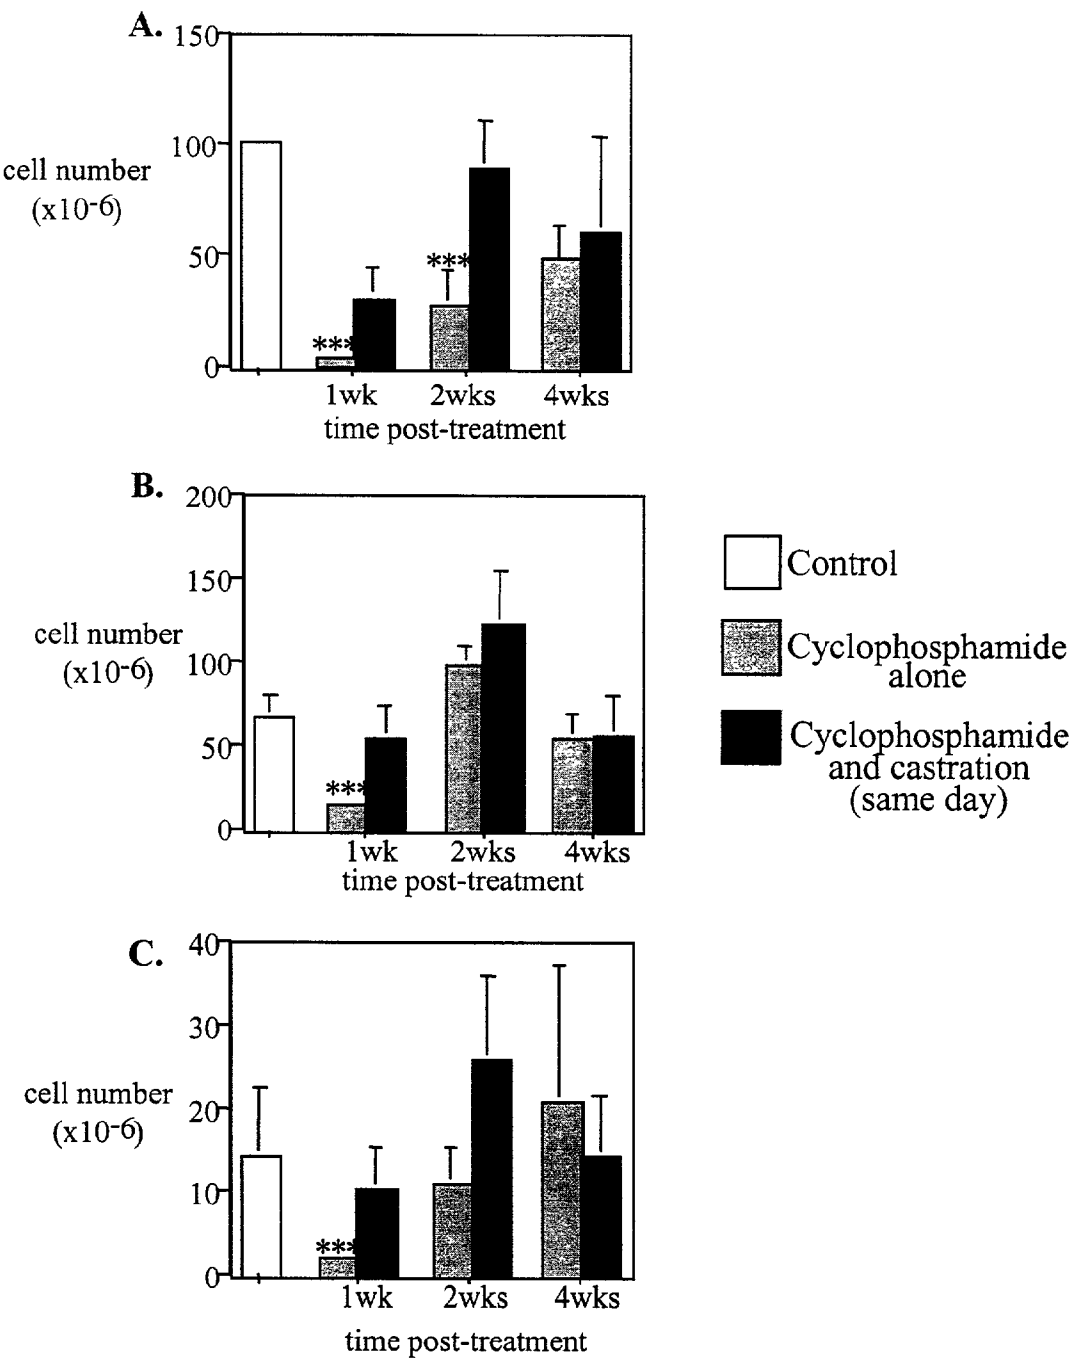 A.
150
100
50
0
cell number
(x10-6)
***
***
1wk 2wks 4wks
time post-treatment
B.
200
150
100
50
0
cell number
(x10-6)
***
1wk 2wks 4wks
time post-treatment
Control
Cyclophosphamide
alone
Cyclophosphamide
and castration
(same day)
C.
40
30
20
10
0
cell number
(x10-6)
***
1wk 2wks 4wks
time post-treatment